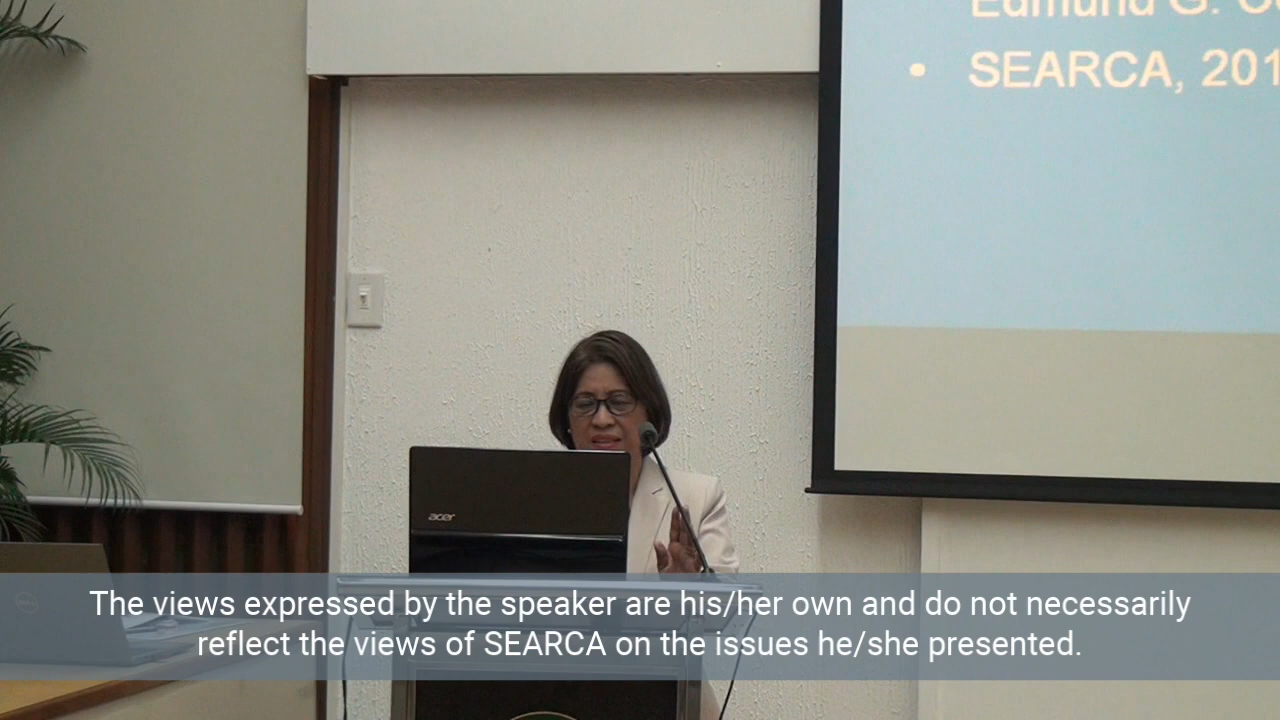 Edmund G.
SEARCA, 201
acer
The views expressed by the speaker are his/her own and do not necessarily
reflect the views of SEARCA on the issues he/she presented.